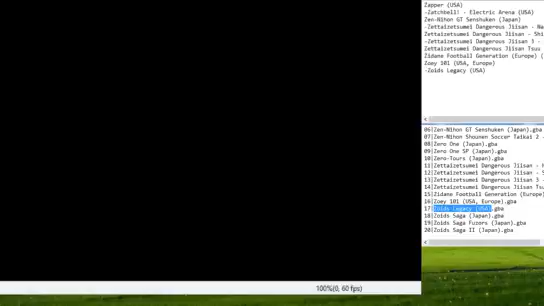 Zapper (USA)
-Zatchbell! - Electric Arena (USA)
Zen-Nihon GT Senshuken (Japan)
-Zettaizetsumei Dangerous Jiisan - Na
Zettaizetsumei Dangerous Jiisan - Shi
-Zettaizetsumei Dangerous Jiisan 3 -
Zettaizetsumei Dangerous Jiisan Tsuu
Zidane Football Generation (Europe) (
Zoey 101 (USA, Europe)
-Zoids Legacy (USA)
06|Zen-Nihon GT Senshuken (Japan).gba
07|Zen-Nihon Shounen Soccer Taikai 2 -
08|Zero One (Japan).gba
09|Zero One SP (Japan).gba
10|Zero-Tours (Japan).gba
11|Zettaizetsumei Dangerous Jiisan -
12|Zettaizetsumei Dangerous Jiisan - S
13|Zettaizetsumei Dangerous Jiisan 3 -
14|Zettaizetsumei Dangerous Jiisan Tsu
15|Zidane Football Generation (Europe)
16|Zoey 101 (USA, Europe).gba
17|Zoids Legacy (USA).gba
18|Zoids Saga (Japan).gba
19|Zoids Saga Fuzors (Japan).gba
20|Zoids Saga II (Japan).gba
100%(0, 60 fps)